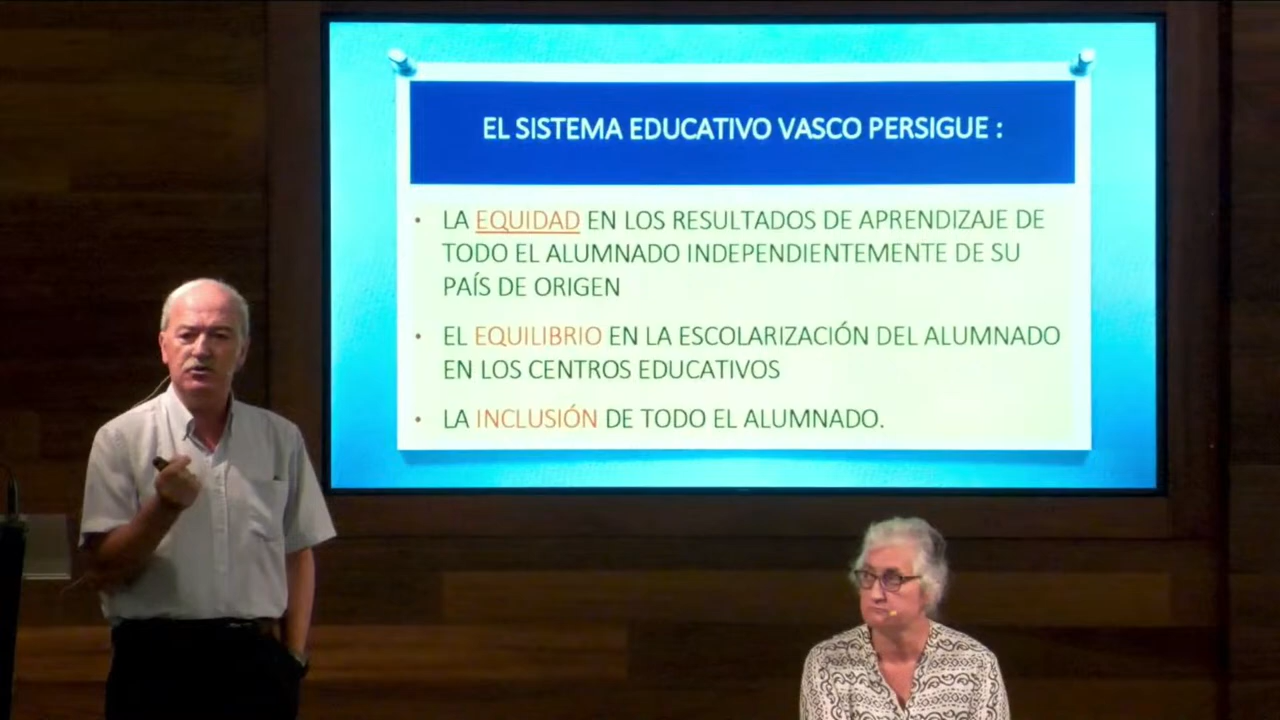 EL SISTEMA EDUCATIVO VASCO PERSIGUE :
• LA EQUIDAD EN LOS RESULTADOS DE APRENDIZAJE DE
TODO EL ALUMNADO INDEPENDIENTEMENTE DE SU
PAÍS DE ORIGEN
• EL EQUILIBRIO EN LA ESCOLARIZACIÓN DEL ALUMNADO
EN LOS CENTROS EDUCATIVOS
• LA INCLUSIÓN DE TODO EL ALUMNADO.